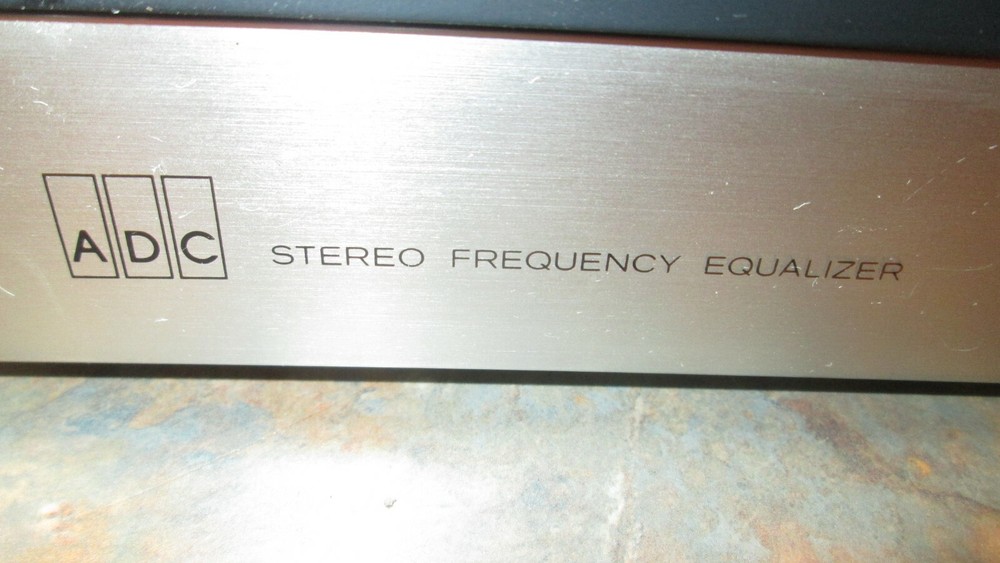 ADC STEREO FREQUENCY EQUALIZER